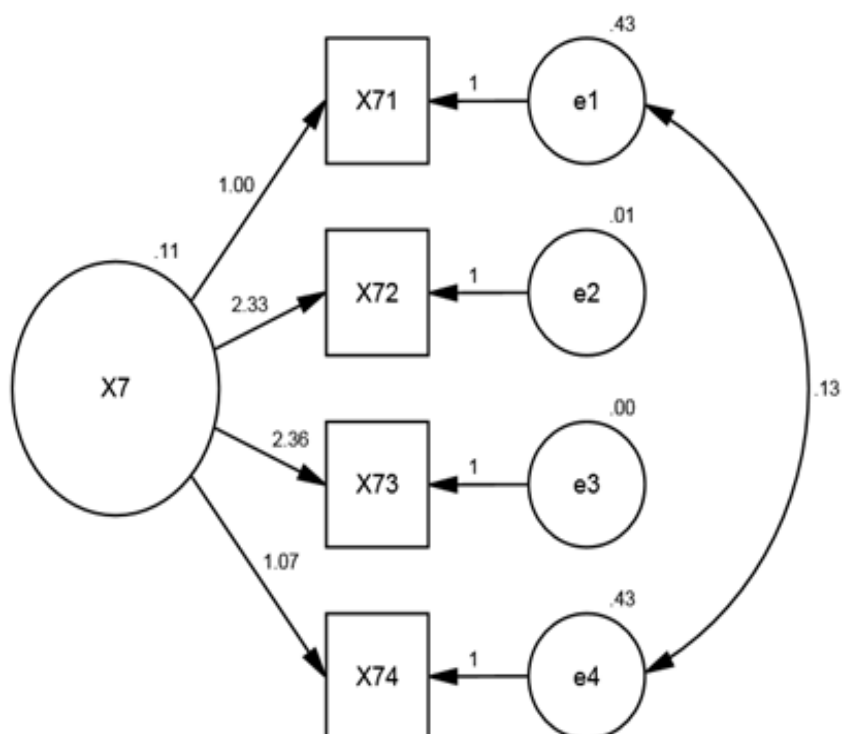 .43
X71
1
e1
1.00
.01
.11
X72
1
e2
2.33
X7
.13
.00
2.36
X73
1
e3
1.07
.43
X74
1
e4